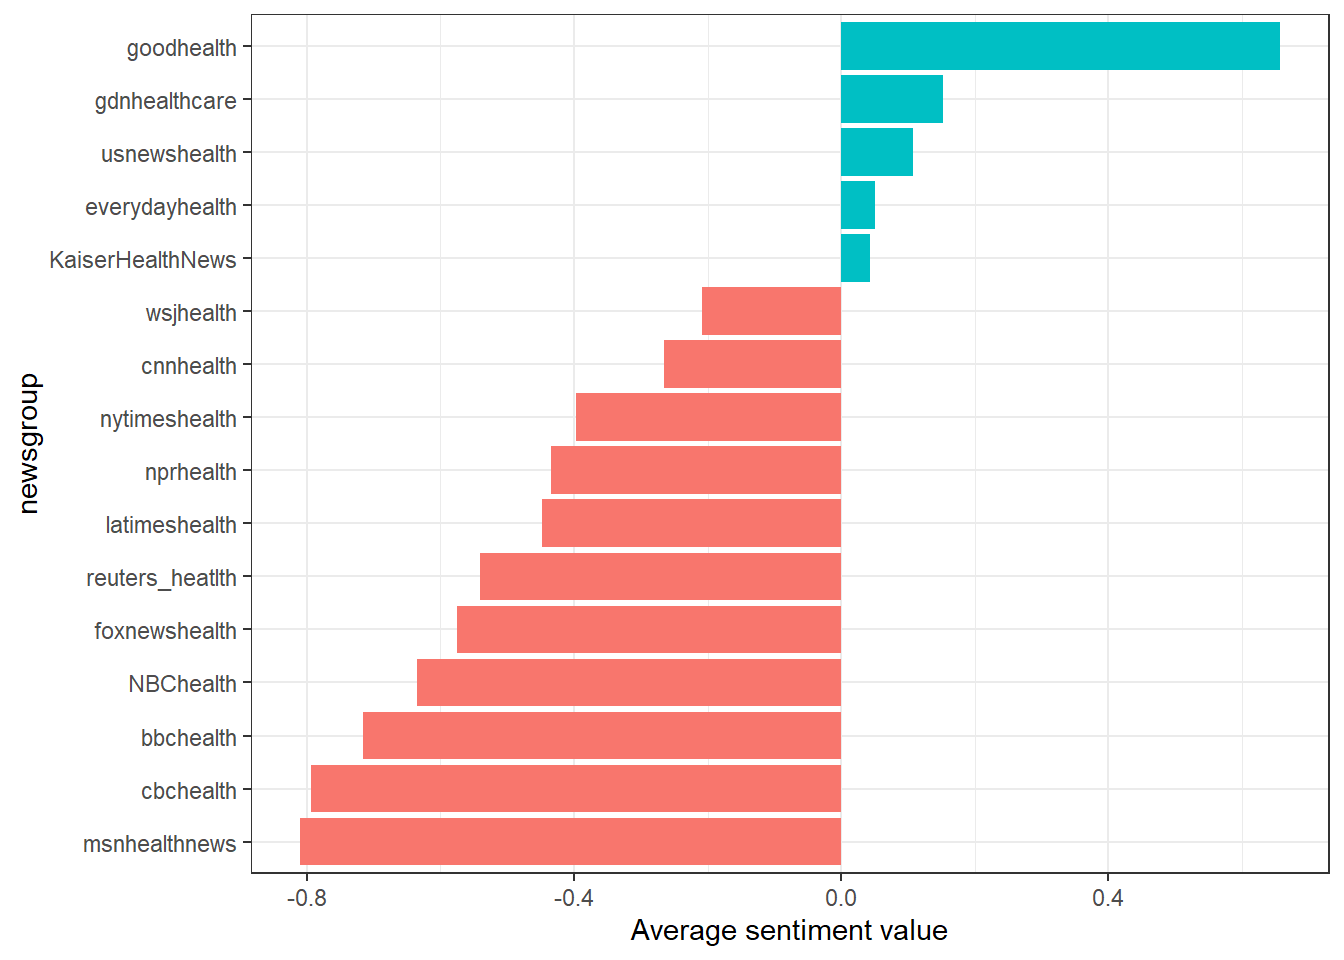 goodhealth
gdnhealthcare
usnewshealth
everydayhealth
KaiserHealthNews
wsjhealth
cnnhealth
nytimeshealth
nprhealth
latimeshealth
reuters_heatlth
foxnewshealth
NBChealth
bbchealth
cbchealth
msnhealthnews
newsgroup
-0.8 -0.4 0.0 0.4
Average sentiment value